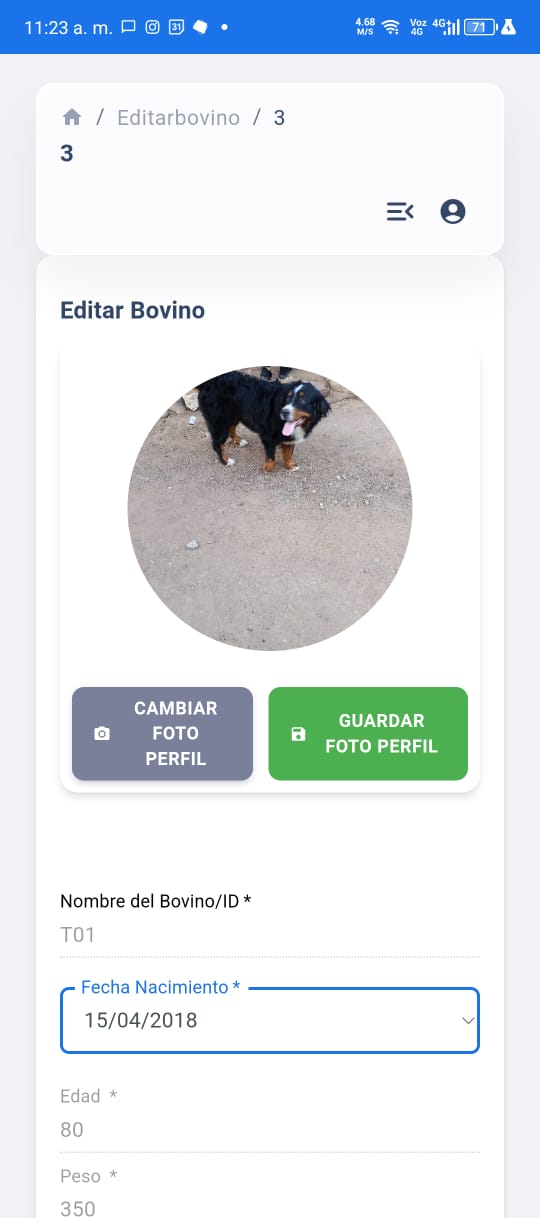 11:23 a. m.
31
4.68 M/S
Voz 4G
4G+
71
/ Editarbovino / 3
3
Editar Bovino
CAMBIAR
FOTO
PERFIL
GUARDAR
FOTO PERFIL
Nombre del Bovino/ID *
T01
Fecha Nacimiento *
15/04/2018
Edad *
80
Peso *
350